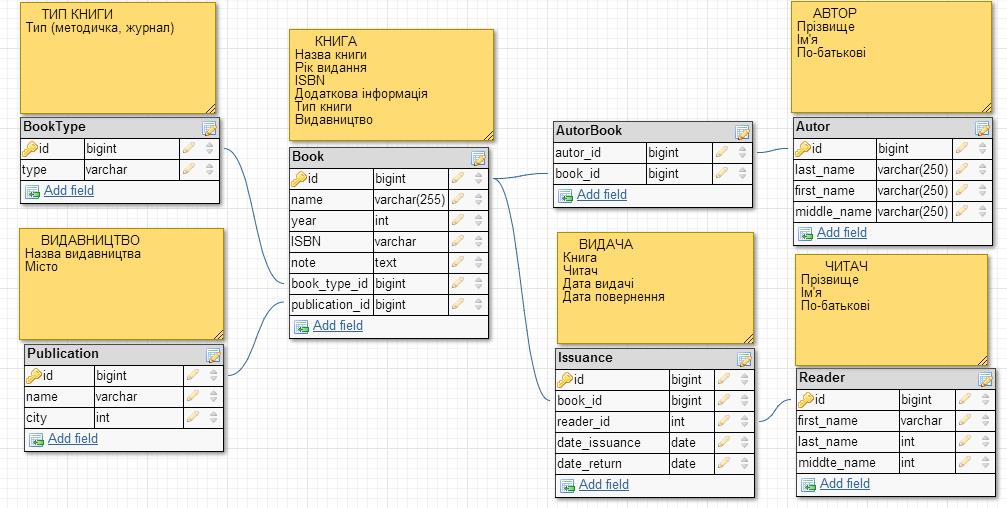 ТИП КНИГИ
Тип (методичка, журнал)
BookType
id bigint
type varchar
Add field
ВИДАВНИЦТВО
Назва видавництва
Місто
Publication
id bigint
name varchar
city int
Add field
КНИГА
Назва книги
Рік видання
ISBN
Додаткова інформація
Тип книги
Видавництво
Book
id bigint
name varchar(255)
year int
ISBN varchar
note text
book_type_id bigint
publication_id bigint
Add field
AutorBook
autor_id bigint
book_id bigint
Add field
ВИДАЧА
Книга
Читач
Дата видачі
Дата повернення
Issuance
id bigint
book_id bigint
reader_id int
date_issuance date
date_return date
Add field
АВТОР
Прізвище
Ім'я
По-батькові
Autor
id bigint
last_name varchar(250)
first_name varchar(250)
middle_name varchar(250)
Add field
ЧИТАЧ
Прізвище
Ім'я
По-батькові
Reader
id bigint
first_name varchar
last_name int
middte_name int
Add field